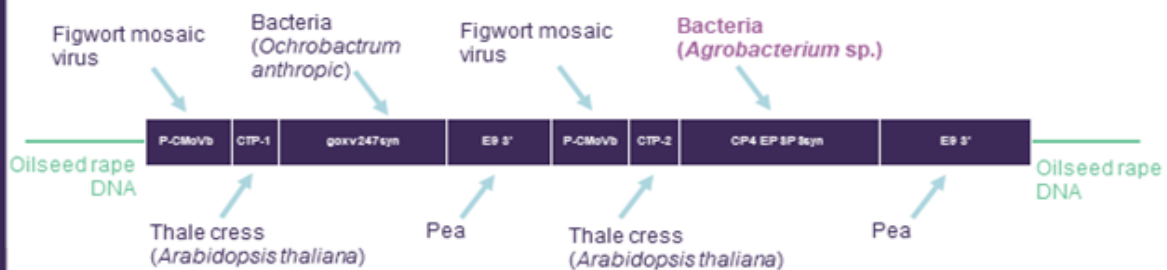 Figwort mosaic
virus
Bacteria
(Ochrobactrum
anthropic)
Figwort mosaic
virus
Bacteria
(Agrobacterium sp.)
P-CMoVb
CTP-1
goxv247syn
E9 3'
P-CMoVb
CTP-2
CP4 EPSPSsyn
E9 3'
Oilseed rape
DNA
Oilseed rape
DNA
Thale cress
(Arabidopsis thaliana)
Pea
Thale cress
(Arabidopsis thaliana)
Pea